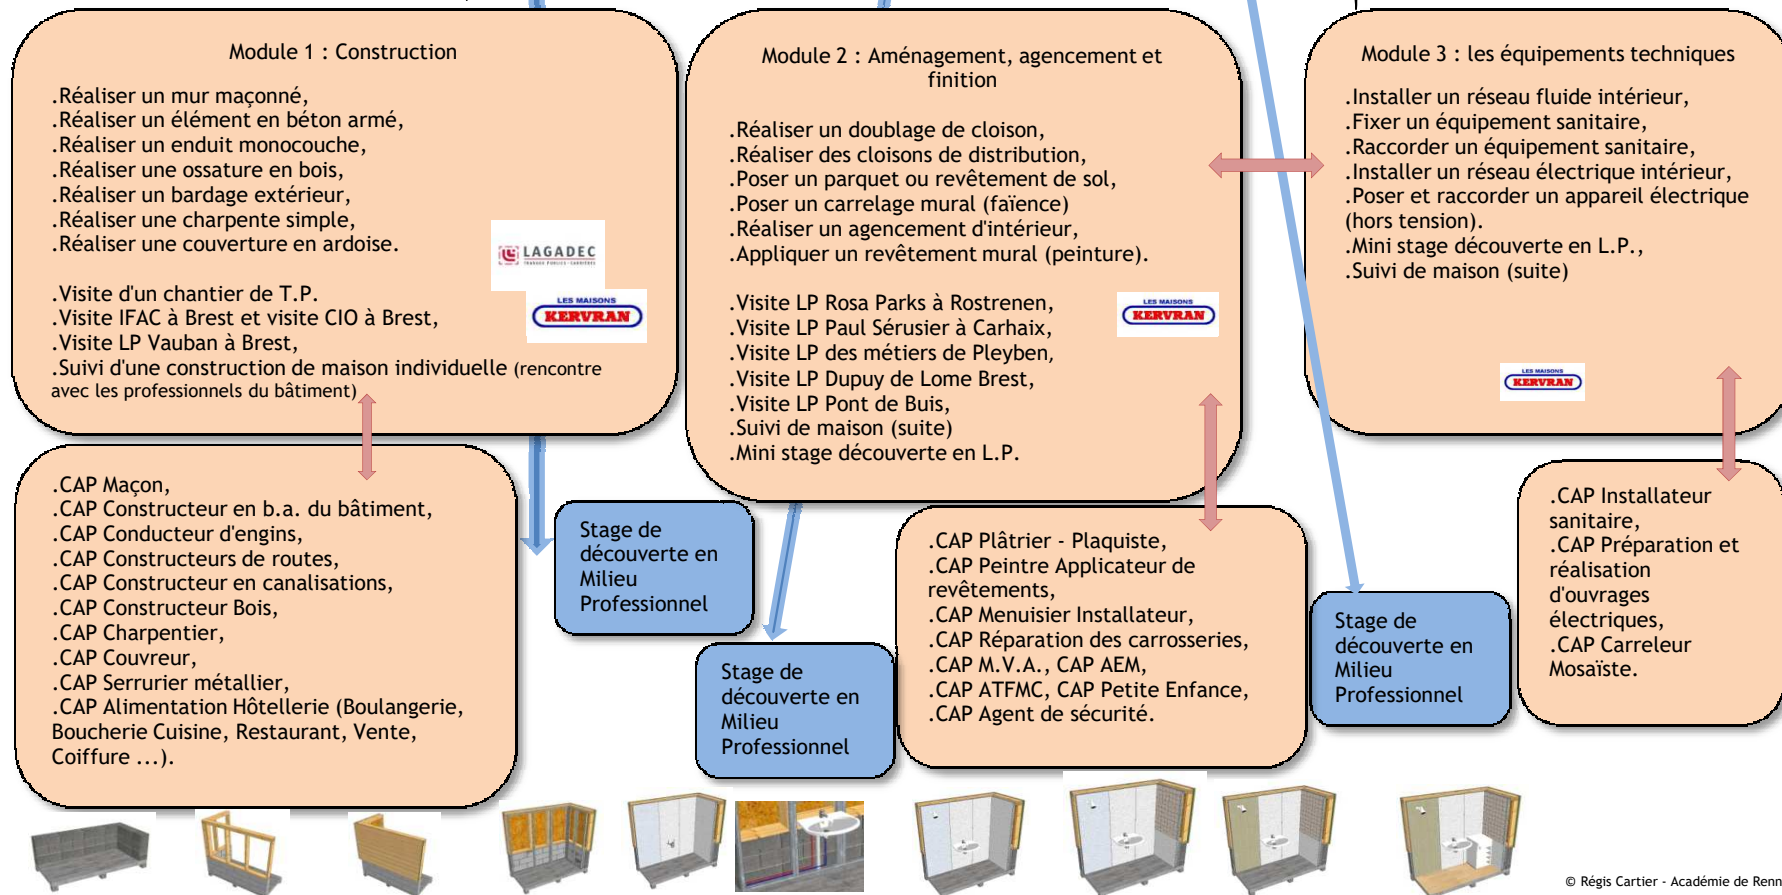 Module 1 : Construction
.Réaliser un mur maçonné,
.Réaliser un élément en béton armé,
.Réaliser un enduit monocouche,
.Réaliser une ossature en bois,
.Réaliser un bardage extérieur,
.Réaliser une charpente simple,
.Réaliser une couverture en ardoise.
LAGADEC
TRAVAUX PUBLICS - CARRIÈRES
.Visite d'un chantier de T.P.
.Visite IFAC à Brest et visite CIO à Brest,
.Visite LP Vauban à Brest,
.Suivi d'une construction de maison individuelle (rencontre
avec les professionnels du bâtiment)
LES MAISONS
KERVRAN
Module 2 : Aménagement, agencement et
finition
.Réaliser un doublage de cloison,
.Réaliser des cloisons de distribution,
.Poser un parquet ou revêtement de sol,
.Poser un carrelage mural (faïence)
.Réaliser un agencement d'intérieur,
.Appliquer un revêtement mural (peinture).
.Visite LP Rosa Parks à Rostrenen,
.Visite LP Paul Sérusier à Carhaix,
.Visite LP des métiers de Pleyben,
.Visite LP Dupuy de Lome Brest,
.Visite LP Pont de Buis,
.Suivi de maison (suite)
.Mini stage découverte en L.P.
LES MAISONS
KERVRAN
Module 3 : les équipements techniques
.Installer un réseau fluide intérieur,
.Fixer un équipement sanitaire,
.Raccorder un équipement sanitaire,
.Installer un réseau électrique intérieur,
.Poser et raccorder un appareil électrique
(hors tension).
.Mini stage découverte en L.P.,
.Suivi de maison (suite)
LES MAISONS
KERVRAN
.CAP Maçon,
.CAP Constructeur en b.a. du bâtiment,
.CAP Conducteur d'engins,
.CAP Constructeurs de routes,
.CAP Constructeur en canalisations,
.CAP Constructeur Bois,
.CAP Charpentier,
.CAP Couvreur,
.CAP Serrurier métallier,
.CAP Alimentation Hôtellerie (Boulangerie,
Boucherie Cuisine, Restaurant, Vente,
Coiffure ...).
Stage de
découverte en
Milieu
Professionnel
Stage de
découverte en
Milieu
Professionnel
.CAP Plâtrier - Plaquiste,
.CAP Peintre Applicateur de
revêtements,
.CAP Menuisier Installateur,
.CAP Réparation des carrosseries,
.CAP M.V.A., CAP AEM,
.CAP ATFMC, CAP Petite Enfance,
.CAP Agent de sécurité.
Stage de
découverte en
Milieu
Professionnel
.CAP Installateur
sanitaire,
.CAP Préparation et
réalisation
d'ouvrages
électriques,
.CAP Carreleur
Mosaïste.
© Régis Cartier - Académie de Renn